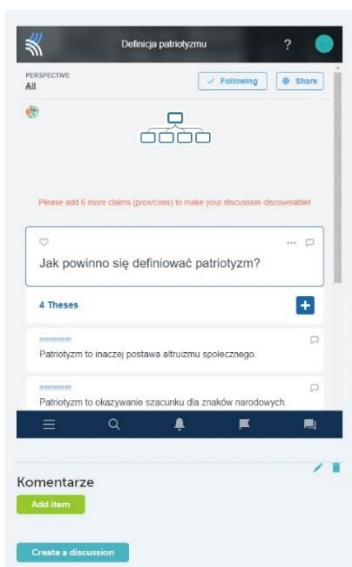 Definicja patriotyzmu ?
PERSPECTIVE
All
Following
Share
Please add 6 more claims (pros/cons) to make your discussion discoverable!
Jak powinno się definiować patriotyzm?
4 Theses
+
Patriotyzm to inaczej postawa altruizmu społecznego.
Patriotyzm to okazywanie szacunku dla znaków narodowych.
Komentarze
Add item
Create a discussion